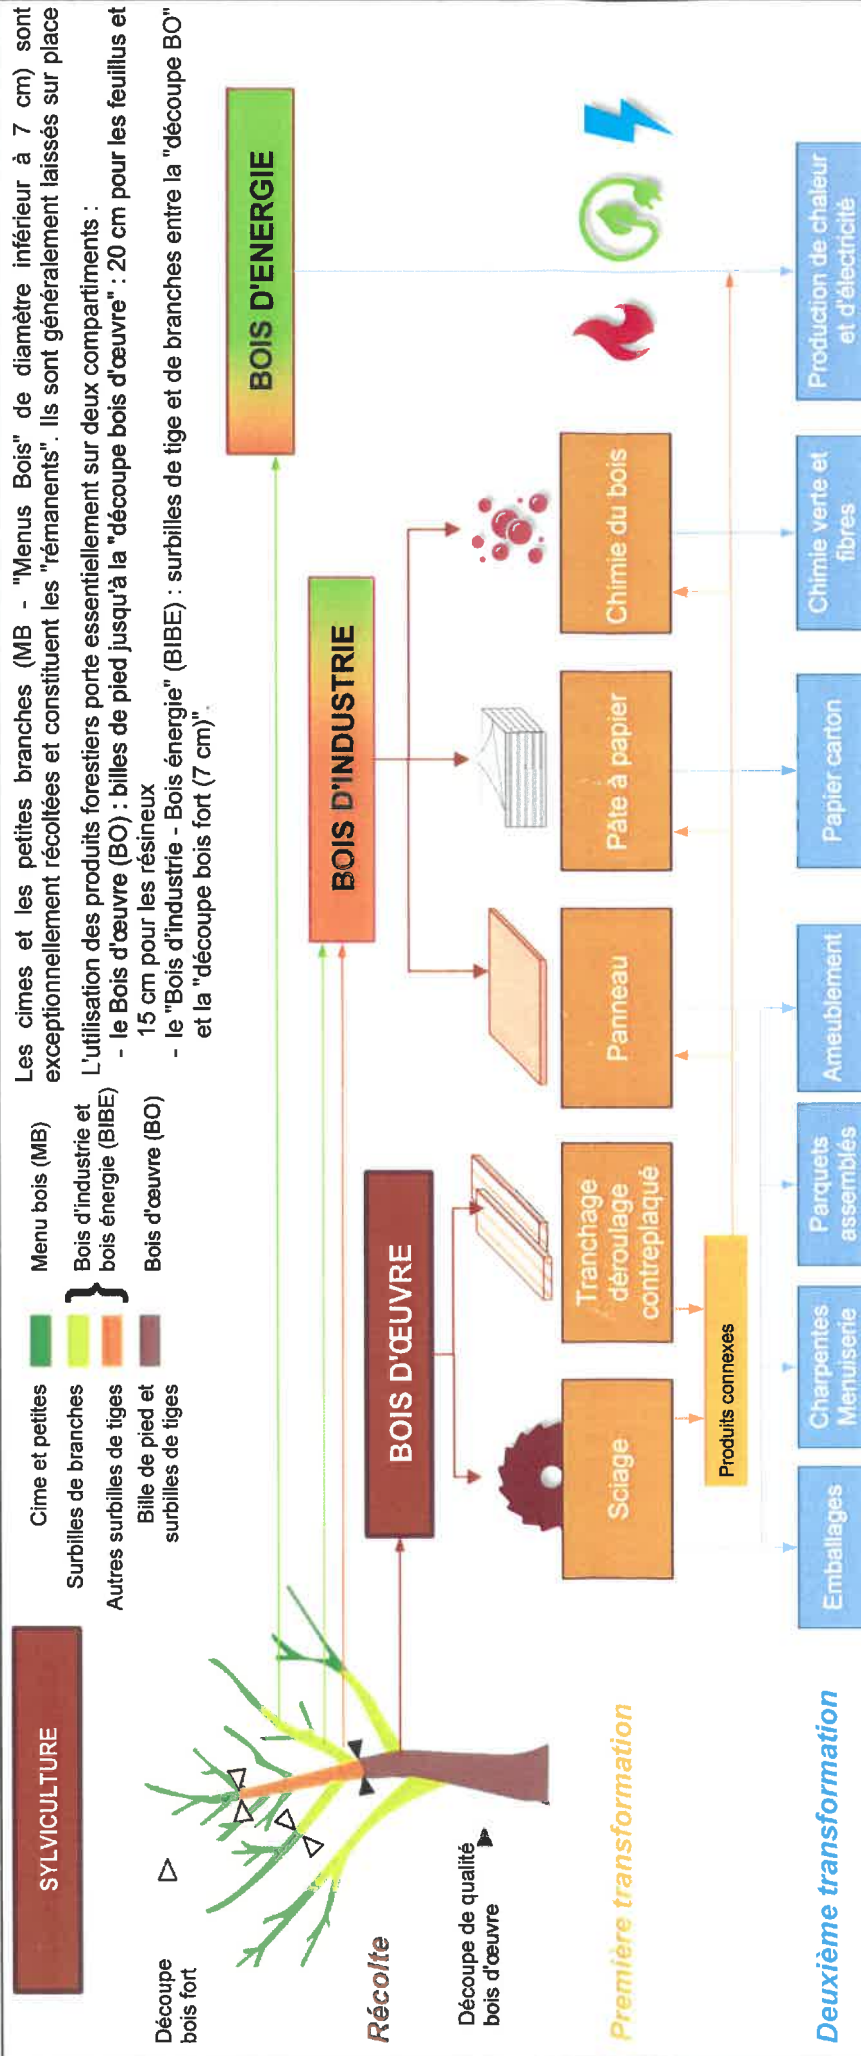 SYLVICULTURE
Cime et petites
Surbilles de branches
Autres surbilles de tiges
Bille de pied et
surbilles de tiges
Menu bois (MB)
Bois d'industrie et
bois énergie (BIBE)
Bois d'œuvre (BO)
Les cimes et les petites branches (MB - "Menus Bois" de diamètre inférieur à 7 cm) sont
exceptionnellement récoltées et constituent les "rémanents". Ils sont généralement laissés sur place
L'utilisation des produits forestiers porte essentiellement sur deux compartiments :
- le Bois d'œuvre (BO) : billes de pied jusqu'à la "découpe bois d'œuvre" : 20 cm pour les feuillus et
15 cm pour les résineux
- le "Bois d'industrie - Bois énergie" (BIBE) : surbilles de tige et de branches entre la "découpe BO"
et la "découpe bois fort (7 cm)".
Découpe
bois fort
Récolte
Découpe de qualité
bois d'œuvre
BOIS D'ENERGIE
BOIS D'INDUSTRIE
BOIS D'ŒUVRE
Première transformation
Sciage
Tranchage
déroulage
contreplaqué
Panneau
Pâte à papier
Chimie du bois
Produits connexes
Deuxième transformation
Emballages
Charpentes
Menuiserie
Parquets
assemblés
Ameublement
Papier carton
Chimie verte et
fibres
Production de chaleur
et d'électricité